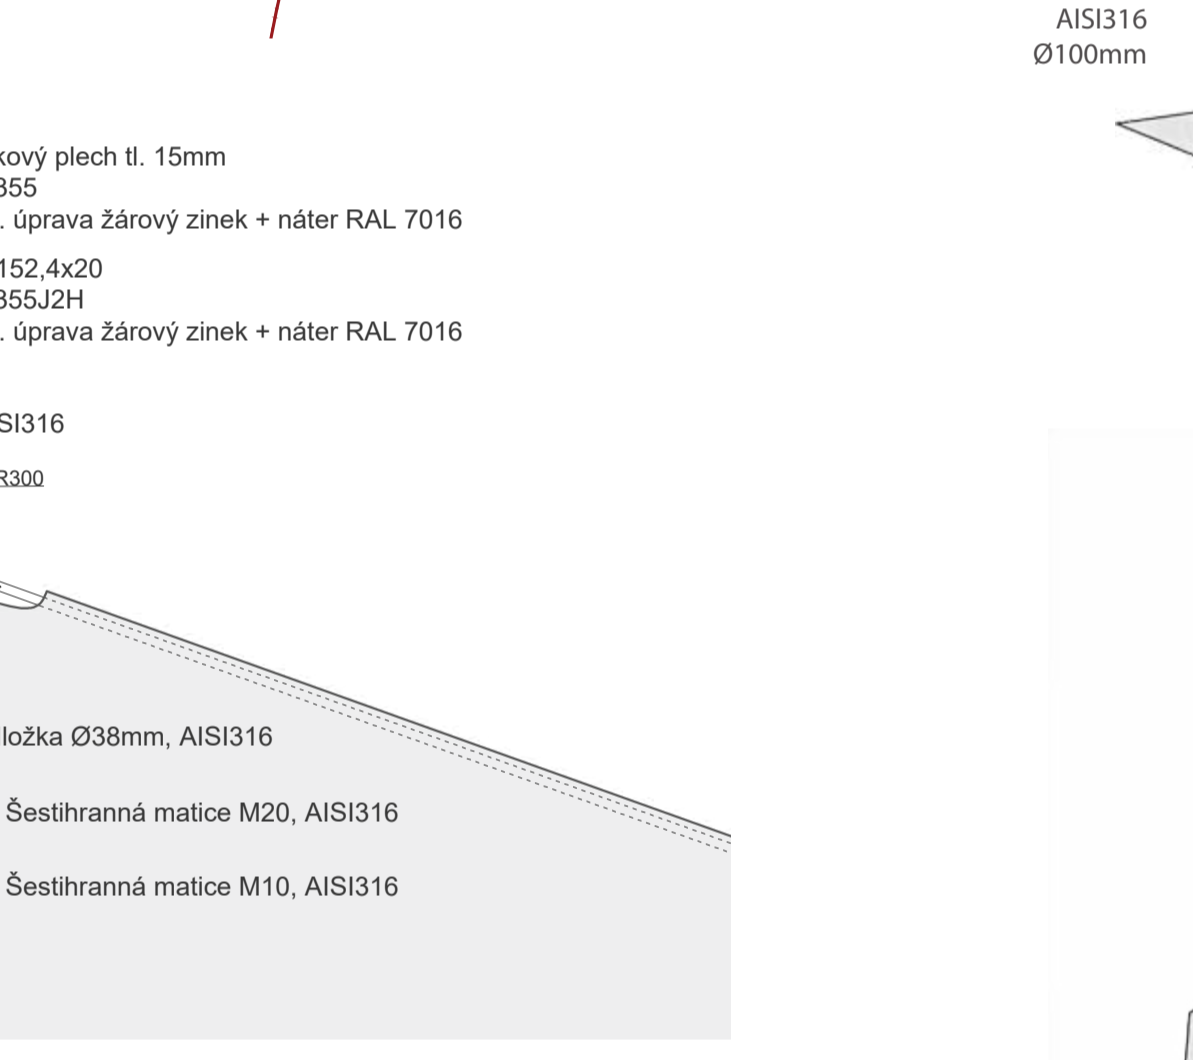 AISI316
Ø100mm
kový plech tl. 15mm
355
. úprava žárový zinek + náter RAL 7016
152,4x20
355J2H
. úprava žárový zinek + náter RAL 7016
SI316
R300
ložka Ø38mm, AISI316
Šestihranná matice M20, AISI316
Šestihranná matice M10, AISI316